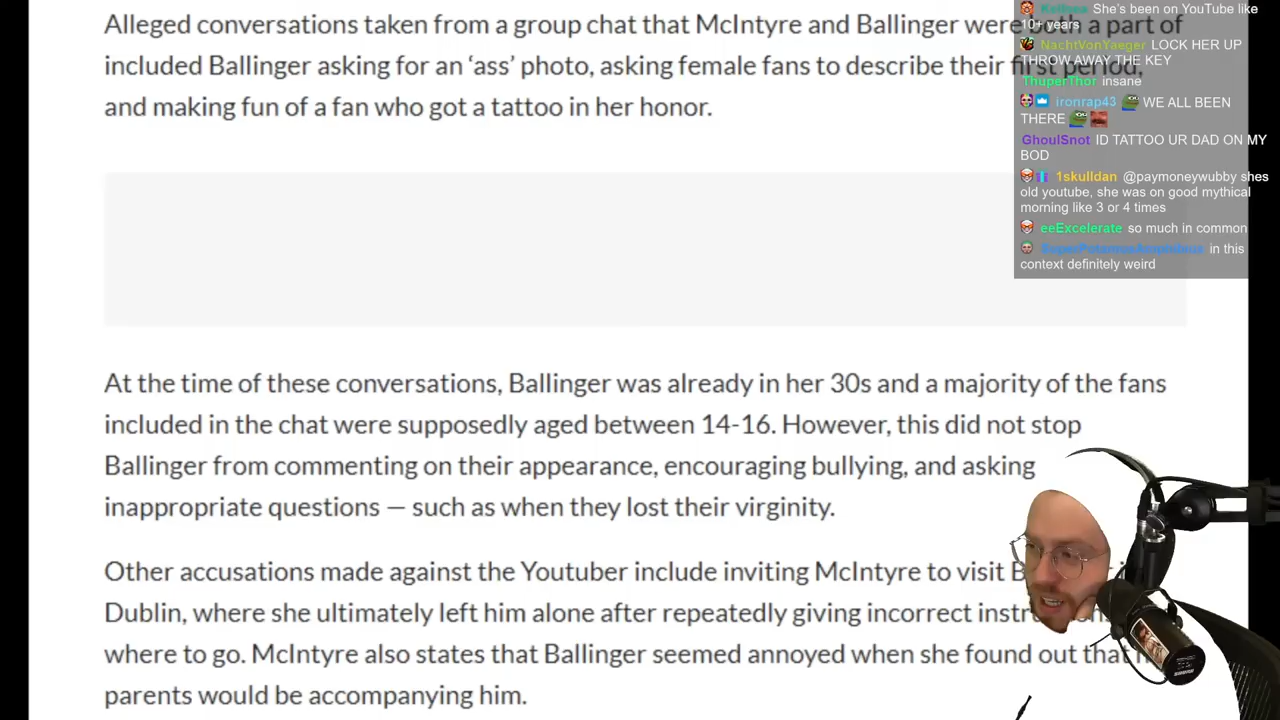 Alleged conversations taken from a group chat that McIntyre and Ballinger were both a part of
included Ballinger asking for an ‘ass’ photo, asking female fans to describe their first period,
and making fun of a fan who got a tattoo in her honor.
At the time of these conversations, Ballinger was already in her 30s and a majority of the fans
included in the chat were supposedly aged between 14-16. However, this did not stop
Ballinger from commenting on their appearance, encouraging bullying, and asking
inappropriate questions — such as when they lost their virginity.
Other accusations made against the Youtuber include inviting McIntyre to visit
Dublin, where she ultimately left him alone after repeatedly giving incorrect
where to go. McIntyre also states that Ballinger seemed annoyed when she found out that
parents would be accompanying him.
She's been on YouTube like
10+ years
NachtVonYaeger LOCK HER UP
THROW AWAY THE KEY
ThuperThor insane
ironrap43 WE ALL BEEN
THERE
GhoulSnot ID TATTOO UR DAD ON MY
BOD
1skulldan @paymoneywubby shes
old youtube, she was on good mythical
morning like 3 or 4 times
eeExcelerate so much in common
in this
context definitely weird